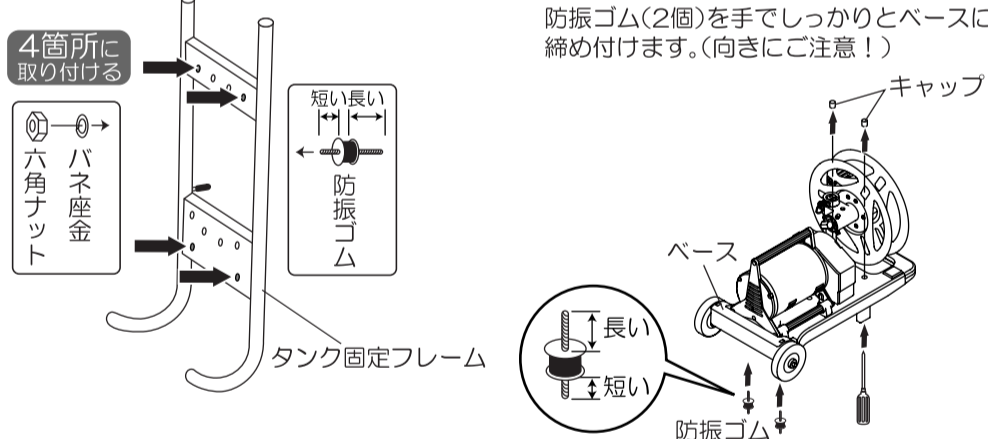 4箇所に
取り付ける
六角ナット
バネ座金
短い長い
防振ゴム
タンク固定フレーム
防振ゴム(2個)を手でしっかりとベースに
締め付けます。(向きにご注意！)
キャップ
ベース
長い
短い
防振ゴム